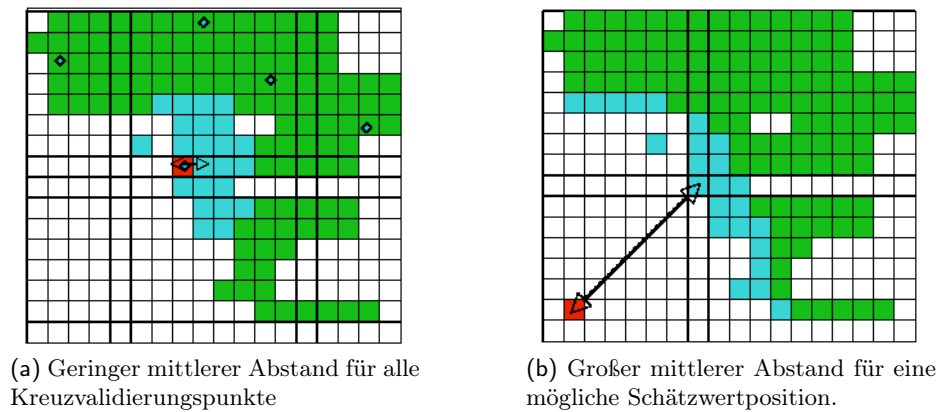 (a) Geringer mittlerer Abstand für alle
Kreuzvalidierungspunkte
(b) Großer mittlerer Abstand für eine
mögliche Schätzwertposition.